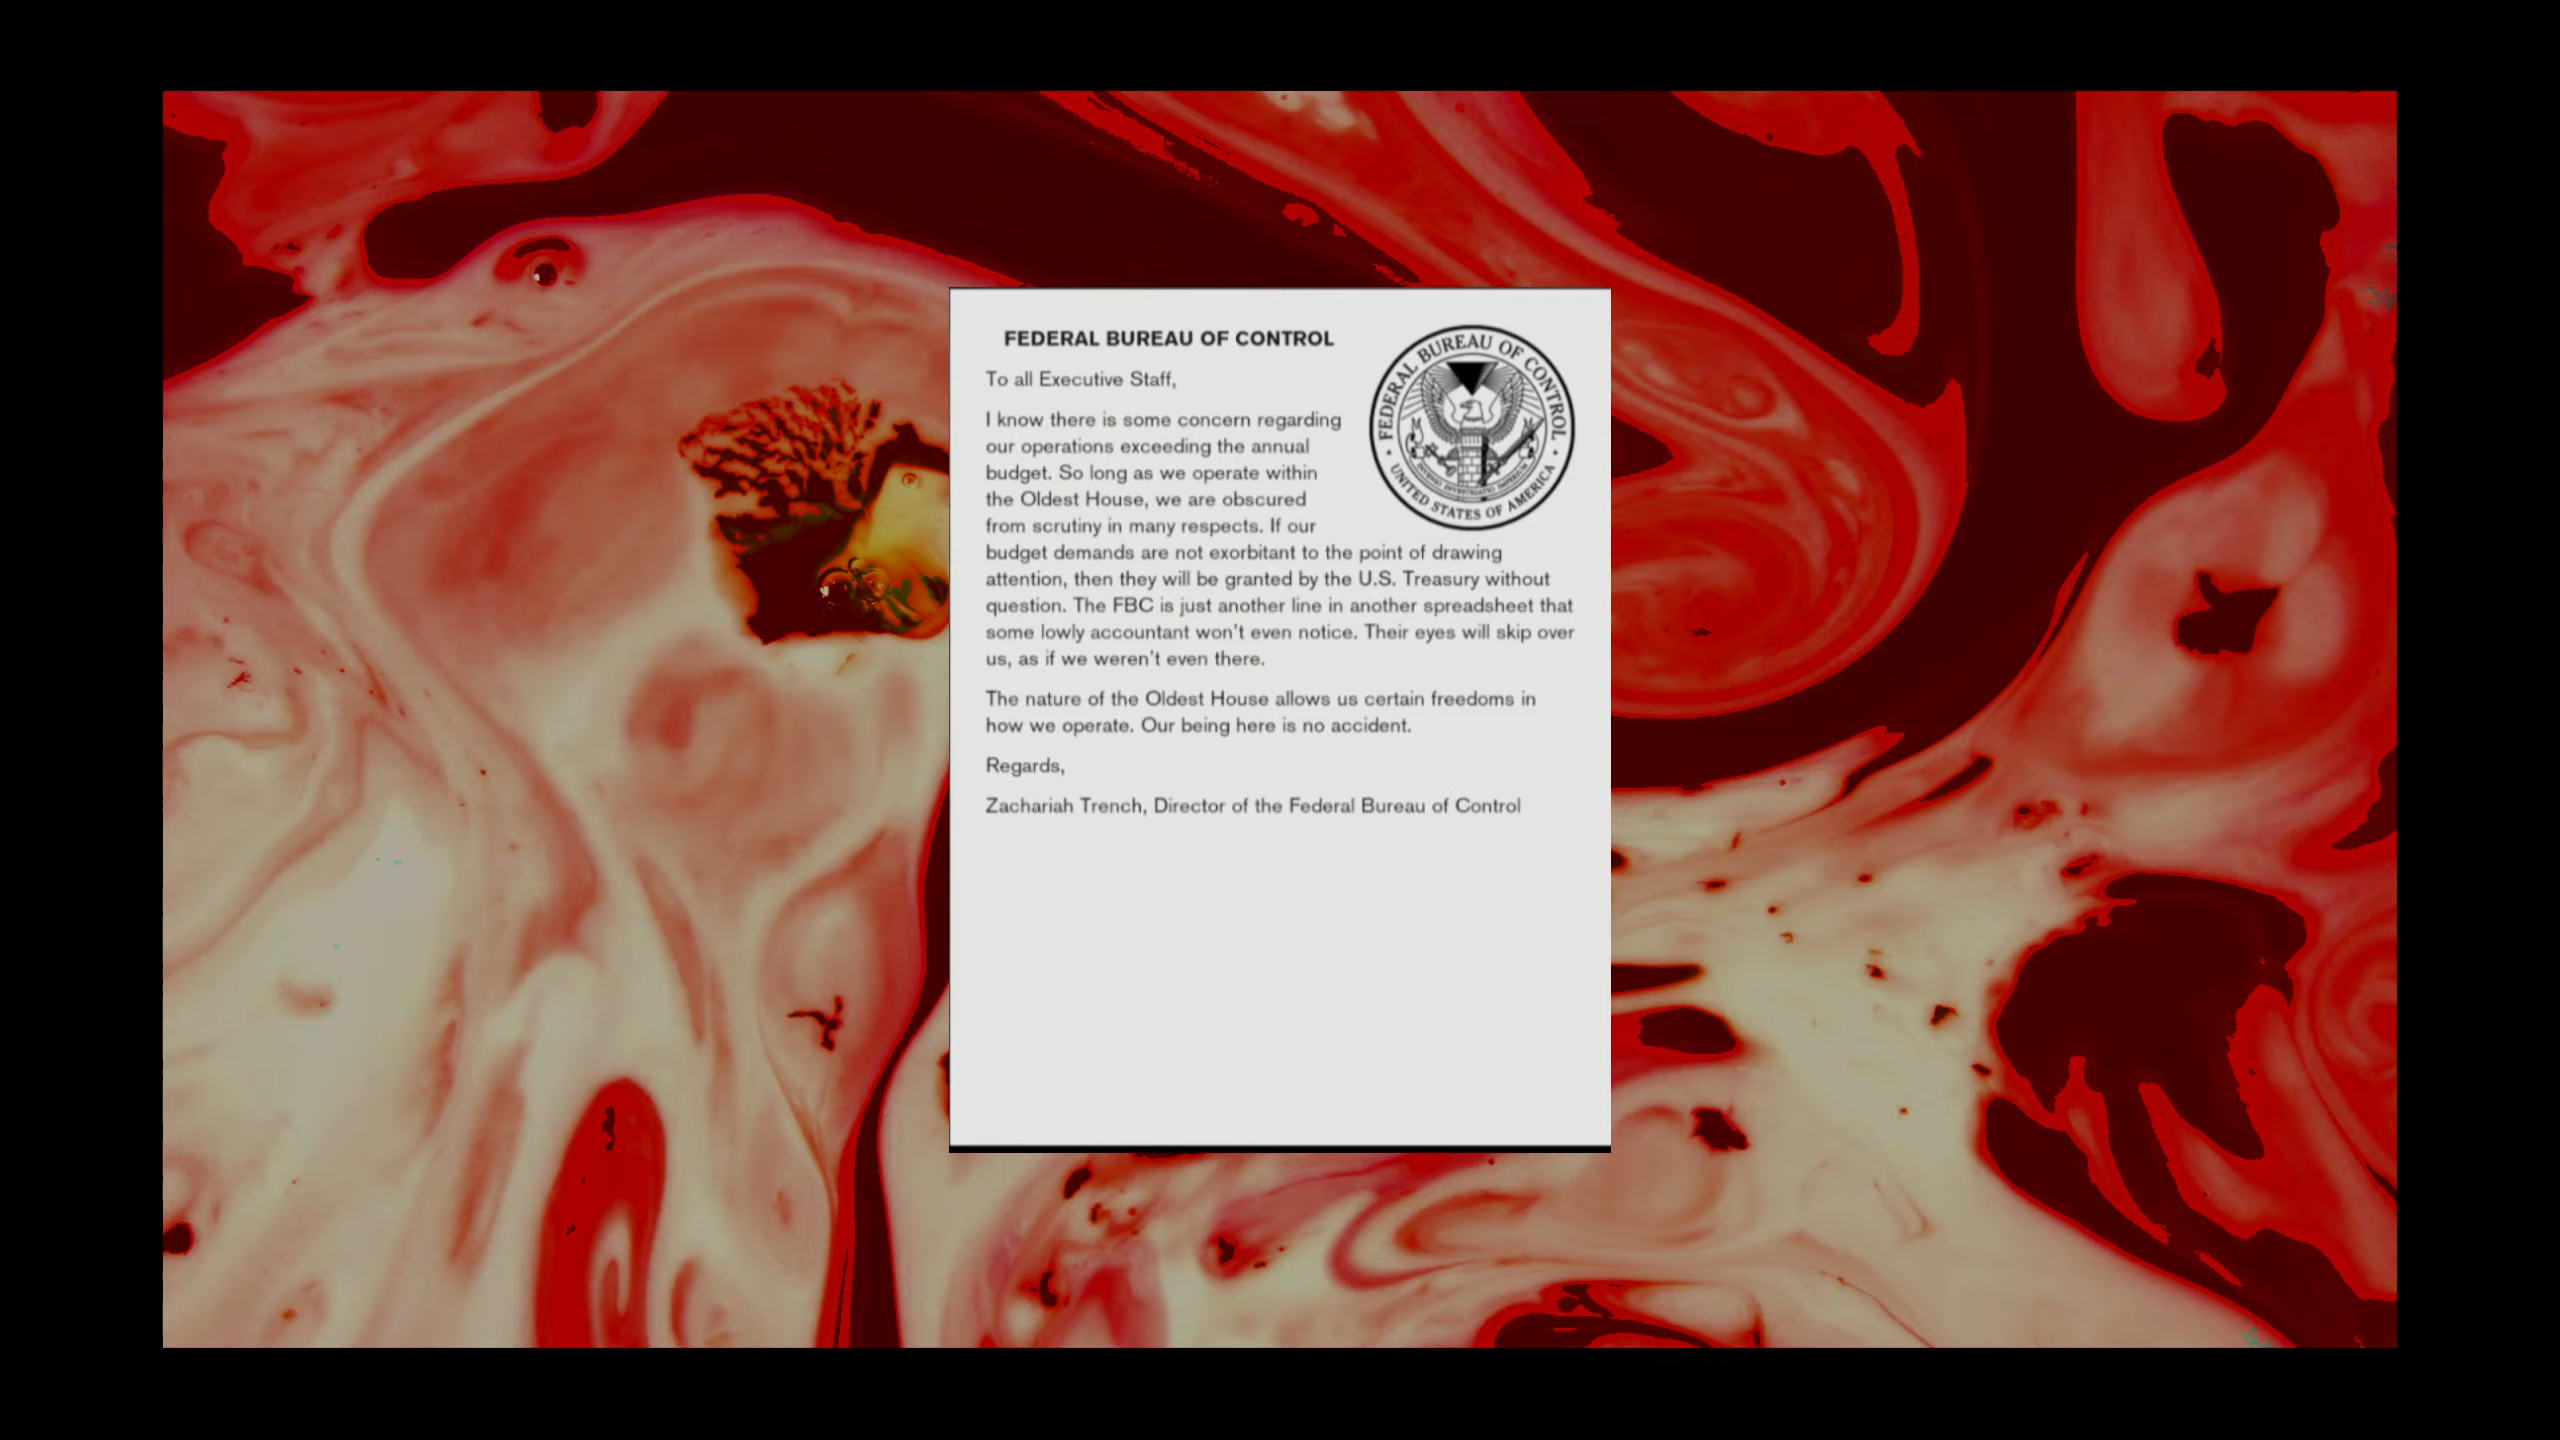 FEDERAL BUREAU OF CONTROL
To all Executive Staff,
I know there is some concern regarding
our operations exceeding the annual
budget. So long as we operate within
the Oldest House, we are obscured
from scrutiny in many respects. If our
budget demands are not exorbitant to the point of drawing
attention, then they will be granted by the U.S. Treasury without
question. The FBC is just another line in another spreadsheet that
some lowly accountant won't even notice. Their eyes will skip over
us, as if we weren't even there.
The nature of the Oldest House allows us certain freedoms in
how we operate. Our being here is no accident.
Regards,
Zachariah Trench, Director of the Federal Bureau of Control
FEDERAL BUREAU OF CONTROL
• UNITED STATES OF AMERICA •